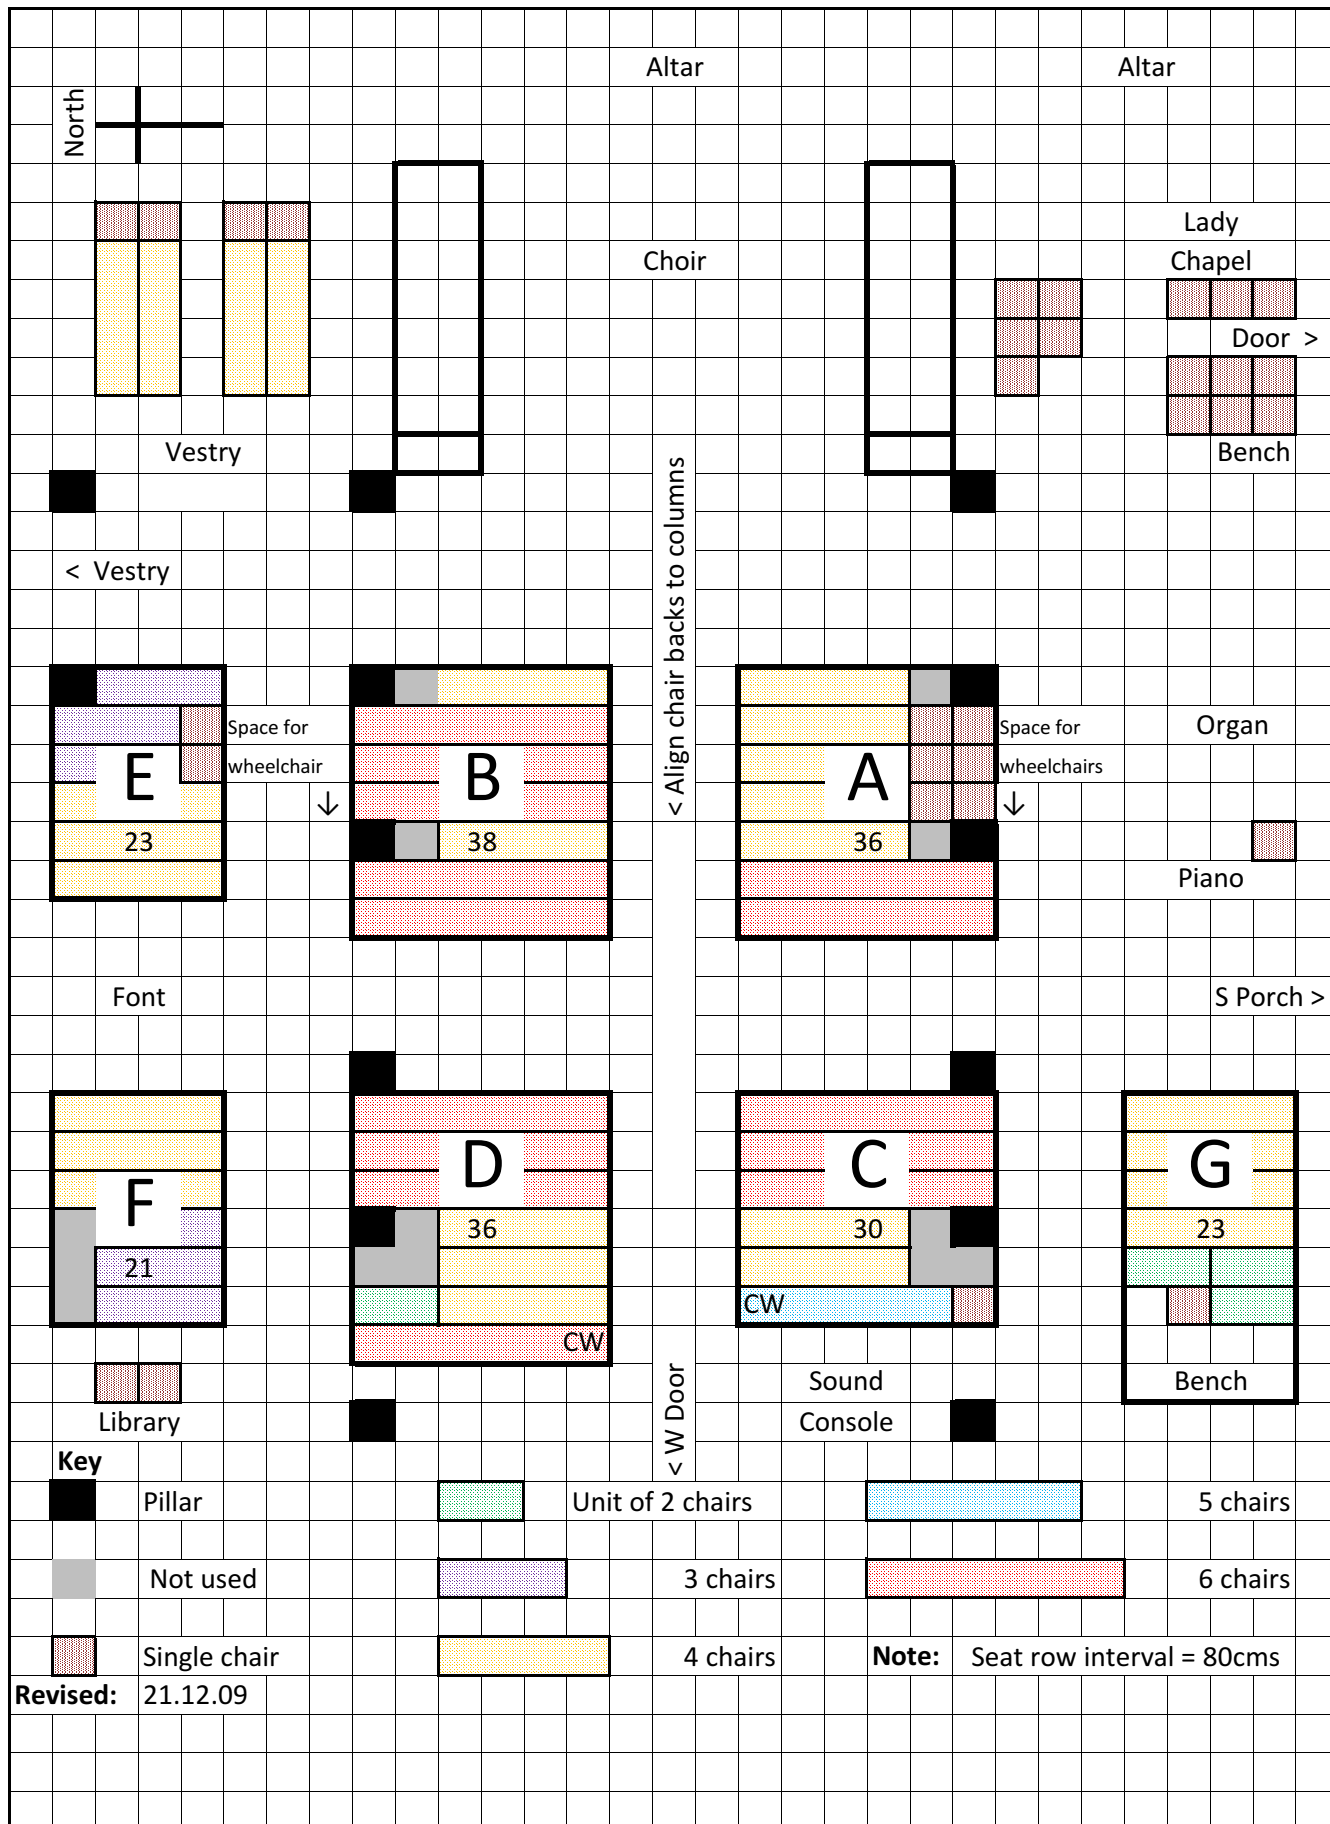 Altar
Altar
North
Lady
Choir
Chapel
Door >
Vestry
Bench
< Align chair backs to columns
< Vestry
Space for
Space for
Organ
E
B
A
wheelchair
wheelchairs
↓
↓
23
38
36
Piano
Font
S Porch >
D
C
G
F
36
30
23
21
CW
CW
< W Door
Sound
Bench
Library
Console
Key
Pillar
Unit of 2 chairs
5 chairs
Not used
3 chairs
6 chairs
Single chair
4 chairs
Note: Seat row interval = 80cms
Revised: 21.12.09